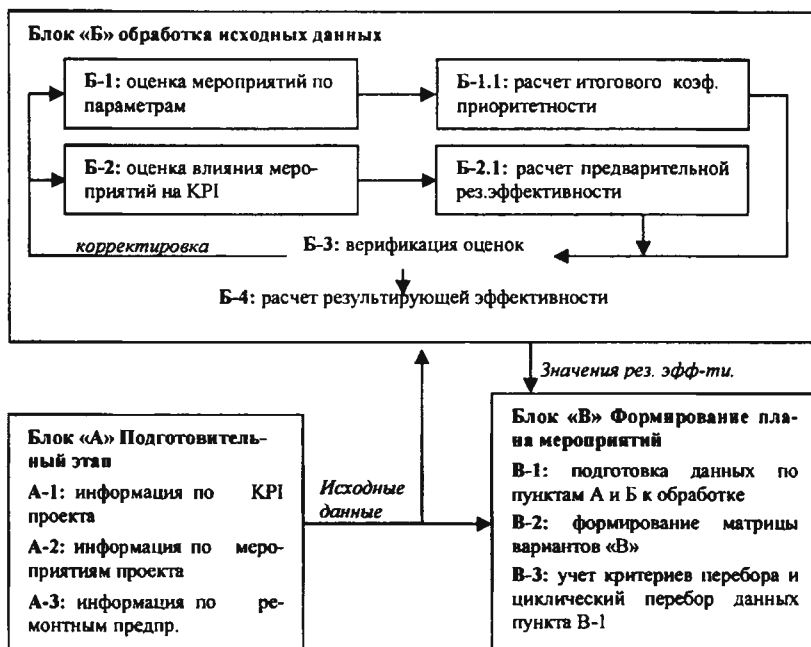 Блок «Б» обработка исходных данных
Б-1: оценка мероприятий по
параметрам
Б-1.1: расчет итогового коэф.
приоритетности
Б-2: оценка влияния меро-
приятий на KPI
Б-2.1: расчет предварительной
рез.эффективности
корректировка
Б-3: верификация оценок
Б-4: расчет результирующей эффективности
Значения рез. эфф-ти.
Блок «А» Подготовитель-
ный этап
А-1: информация по KPI
проекта
А-2: информация по меро-
приятиям проекта
А-3: информация по ре-
монтным предпр.
Исходные
данные
Блок «В» Формирование пла-
на мероприятий
В-1: подготовка данных по
пунктам А и Б к обработке
В-2: формирование матрицы
вариантов «В»
В-3: учет критериев перебора и
циклический перебор данных
пункта В-1